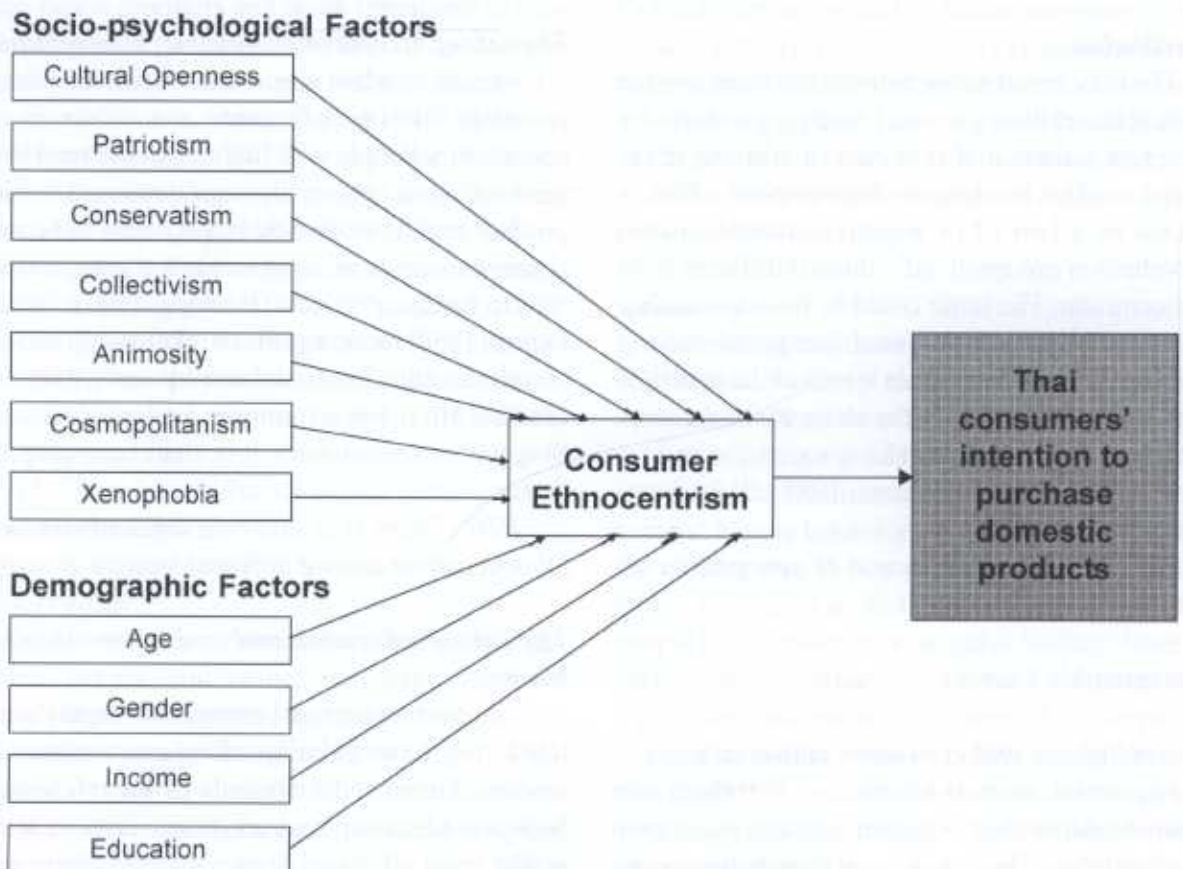 Socio-psychological Factors
Cultural Openness
Patriotism
Conservatism
Collectivism
Animosity
Cosmopolitanism
Xenophobia
Consumer
Ethnocentrism
Thai
consumers'
intention to
purchase
domestic
products
Demographic Factors
Age
Gender
Income
Education